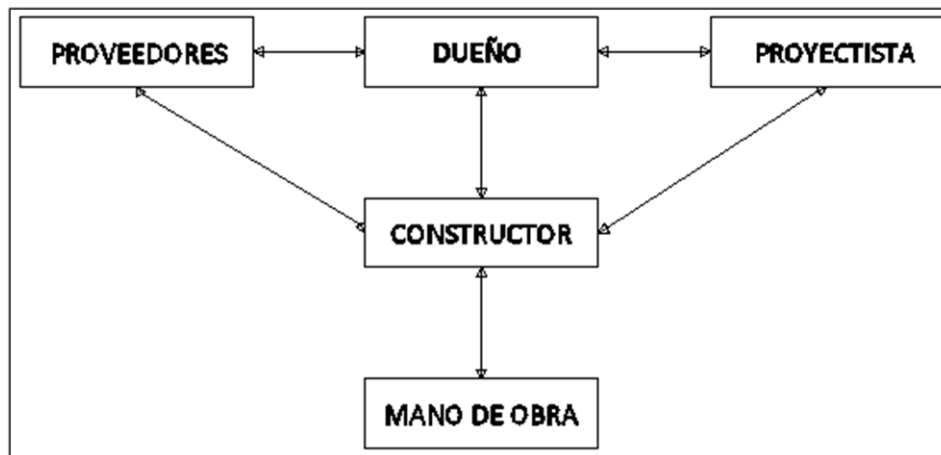 PROVEEDORES
DUEÑO
PROYECTISTA
CONSTRUCTOR
MANO DE OBRA